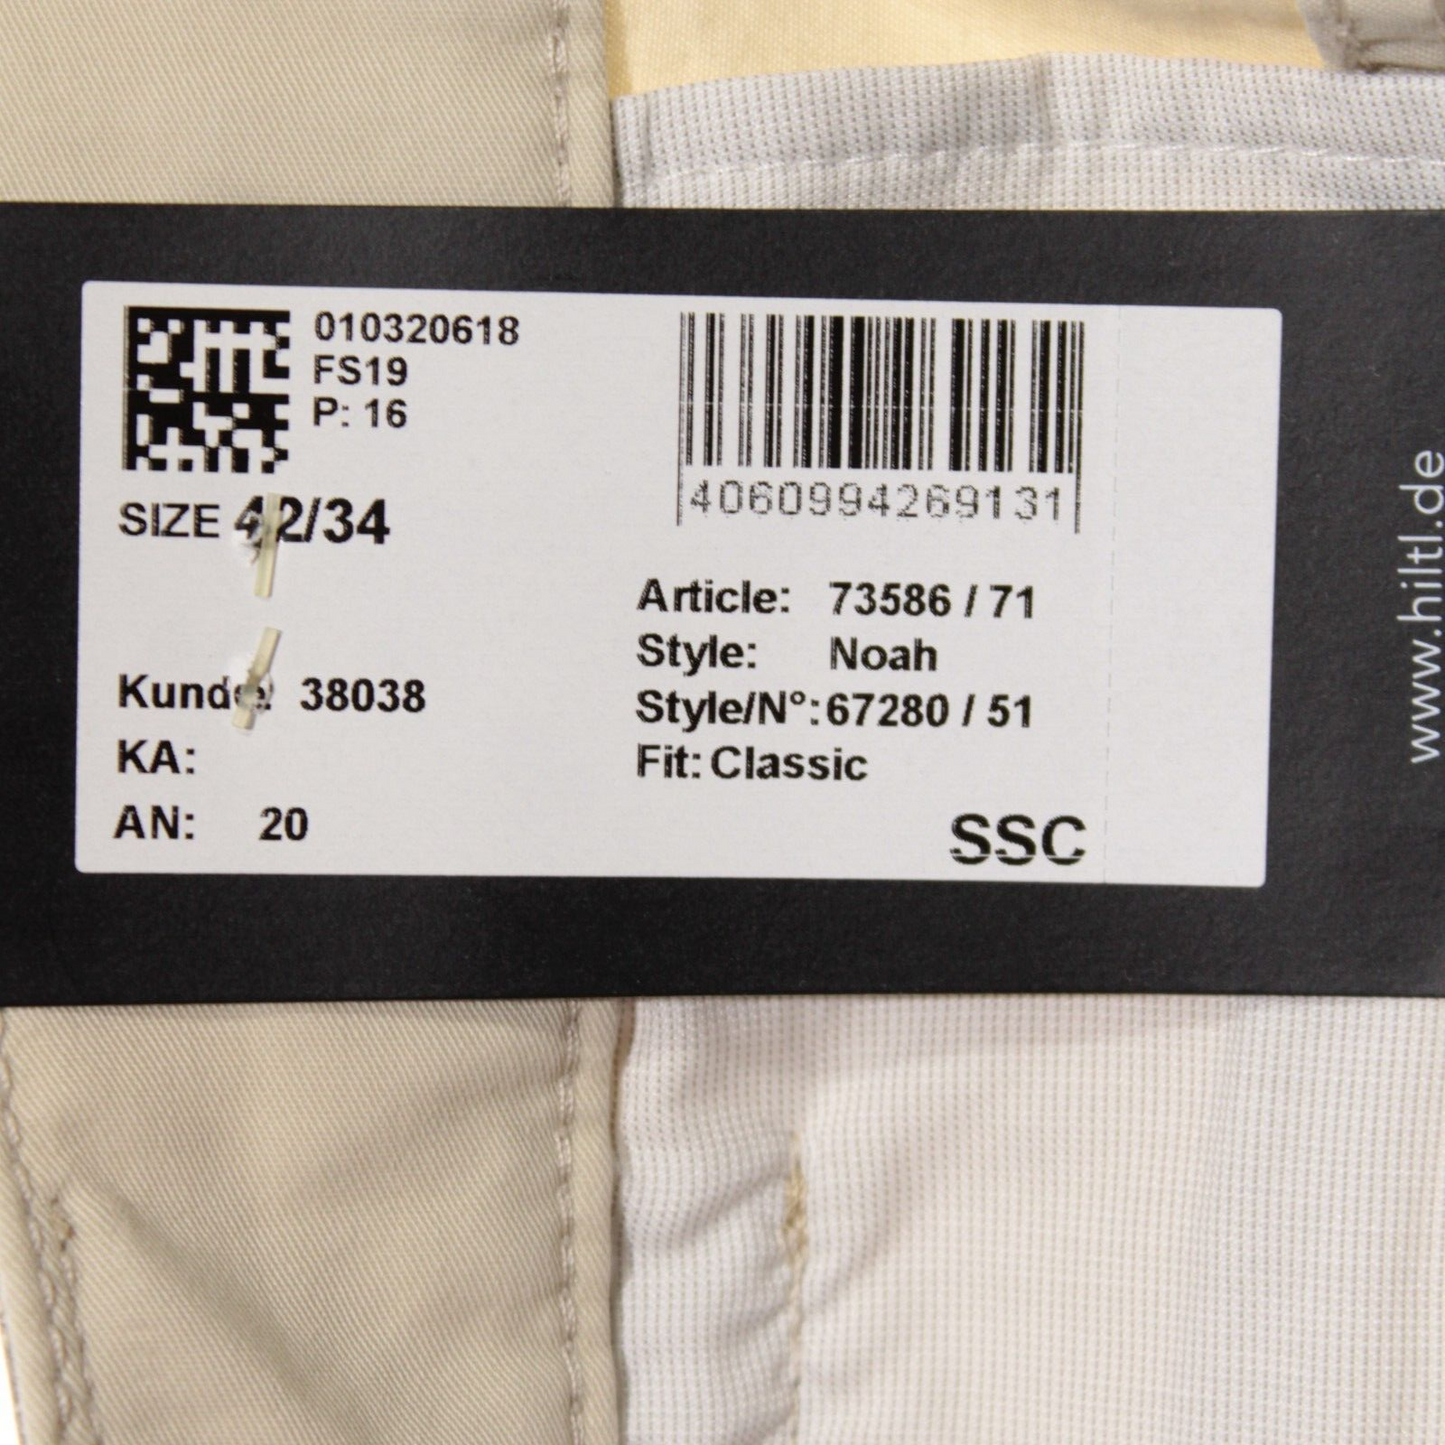 010320618
FS19
P: 16
SIZE 42/34
Kunde: 38038
KA:
AN: 20
4060994269131
Article: 73586 / 71
Style: Noah
Style/N°: 67280 / 51
Fit: Classic
SSC
www.hiltl.de